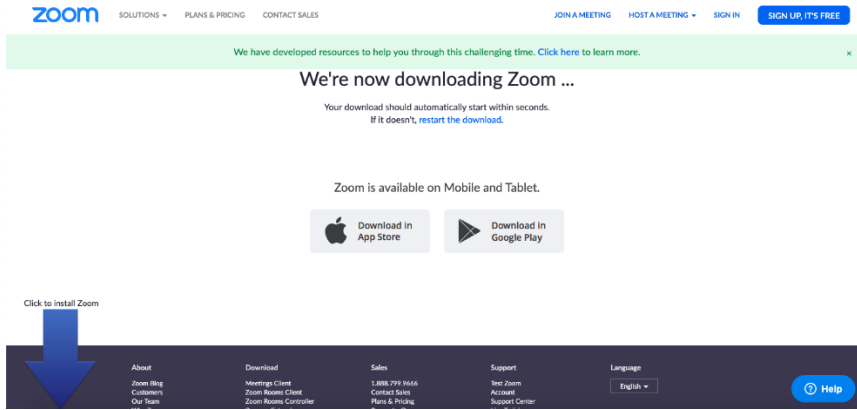 zoom SOLUTIONS PLANS & PRICING CONTACT SALES JOIN A MEETING HOST A MEETING SIGN IN SIGN UP, IT'S FREE
We have developed resources to help you through this challenging time. Click here to learn more. ×
We're now downloading Zoom ...
Your download should automatically start within seconds.
If it doesn't, restart the download.
Zoom is available on Mobile and Tablet.
Download in App Store
Download in Google Play
Click to install Zoom
About
Zoom Blog
Customers
Our Team
Download
Meetings Client
Zoom Rooms Client
Zoom Rooms Controller
Sales
1.888.799.9666
Contact Sales
Plans & Pricing
Support
Test Zoom
Account
Support Center
Language
English
Help